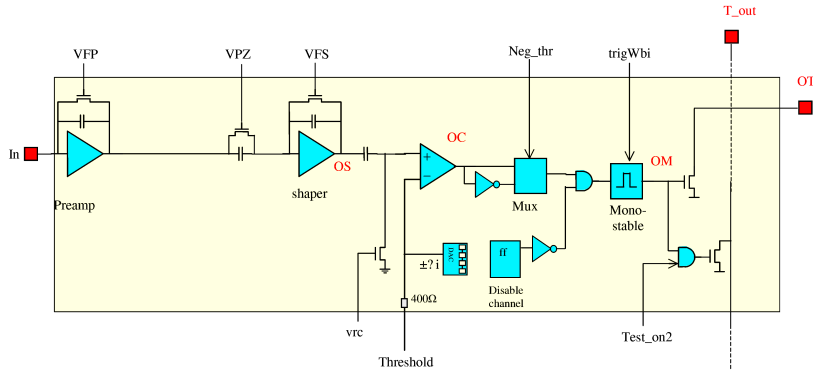 T_out
VFP
VPZ
VFS
Neg_thr
trigWbi
OT
In
OC
OS
OM
+
−
Preamp
shaper
Mux
Mono-
stable
DAC
±? i
ff
Disable
channel
400Ω
vrc
Test_on2
Threshold